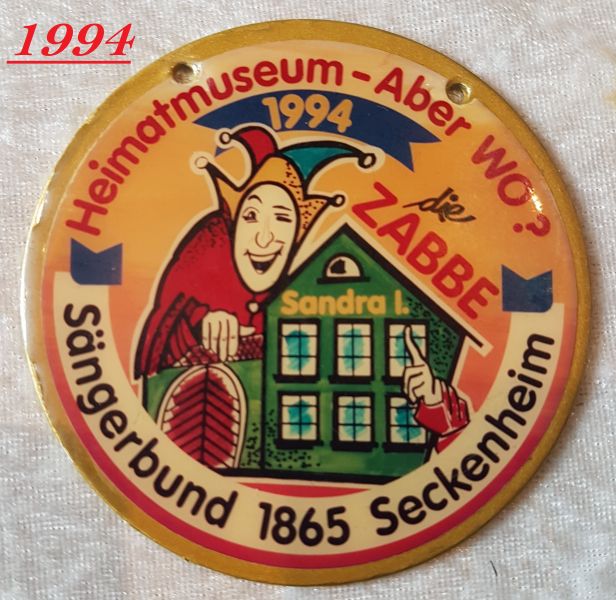 1994
Heimatmuseum - Aber WO?
1994
die
ZABBE
Sandra I.
Sängerbund 1865 Seckenheim